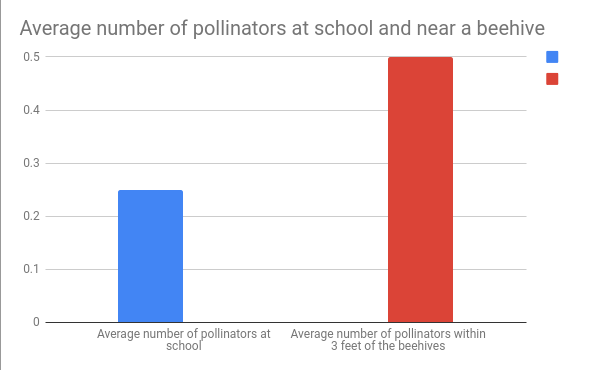 Average number of pollinators at school and near a beehive
0.5
0.4
0.3
0.2
0.1
0
Average number of pollinators at
school
Average number of pollinators within
3 feet of the beehives